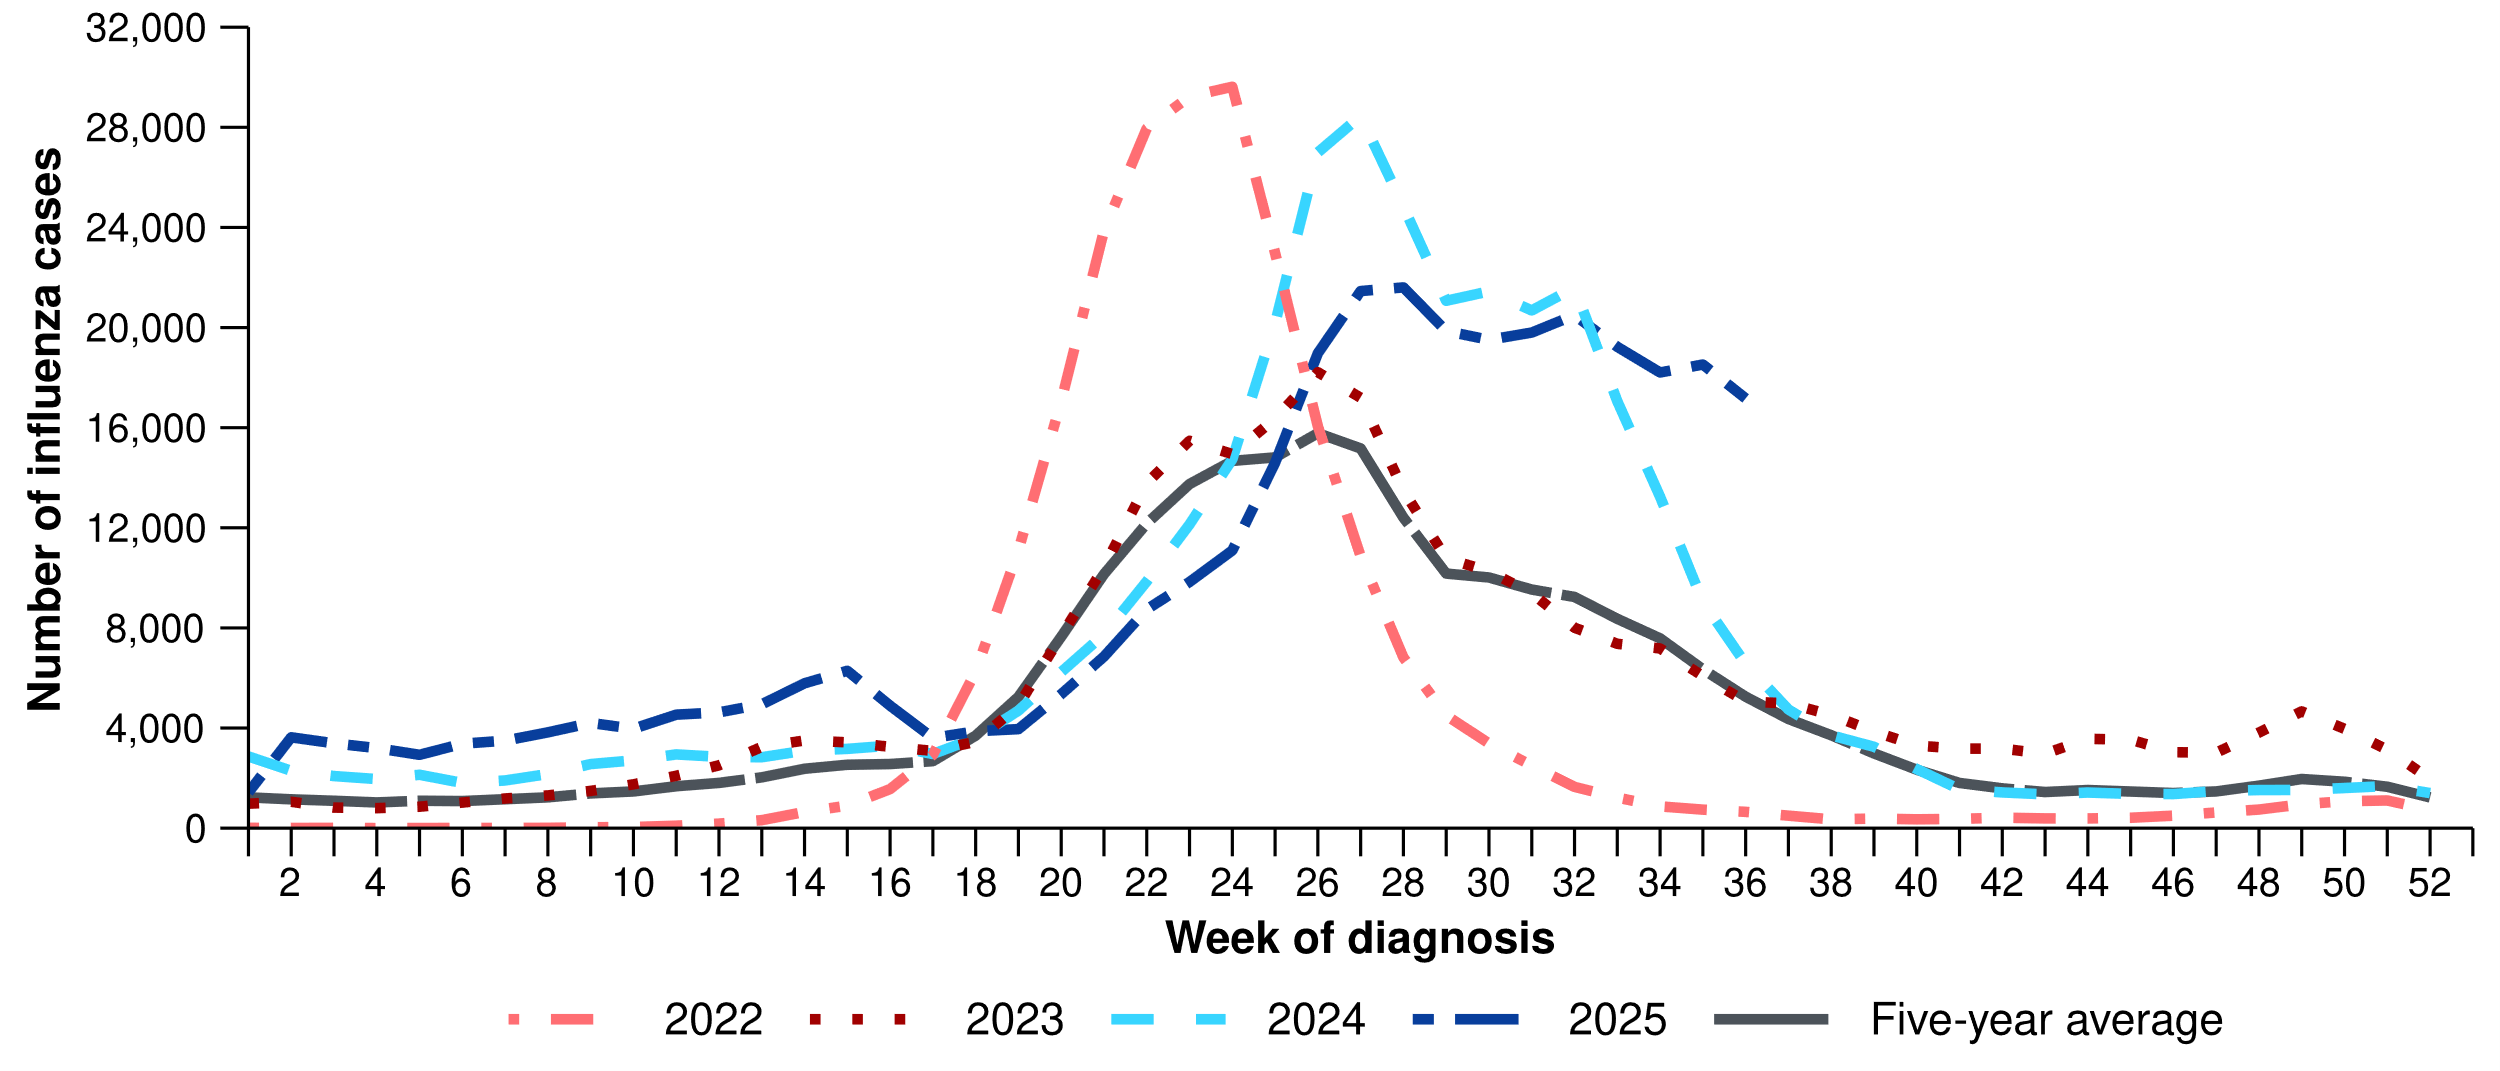 32,000
28,000
24,000
20,000
16,000
12,000
8,000
4,000
0
Number of influenza cases
2 4 6 8 10 12 14 16 18 20 22 24 26 28 30 32 34 36 38 40 42 44 46 48 50 52
Week of diagnosis
2022 2023 2024 2025 Five-year average